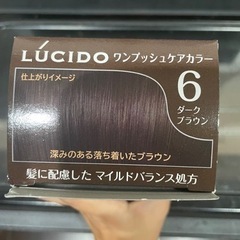 LÚCIDO ワンプッシュケアカラー
仕上がりイメージ
6
ダーク
ブラウン
深みのある落ち着いたブラウン
髪に配慮した マイルドバランス処方